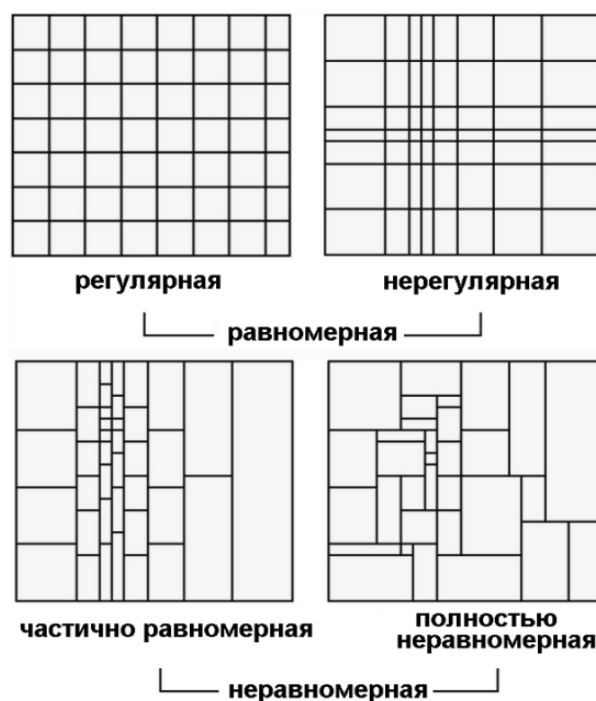 регулярная
нерегулярная
равномерная
частично равномерная
полностью
неравномерная
неравномерная